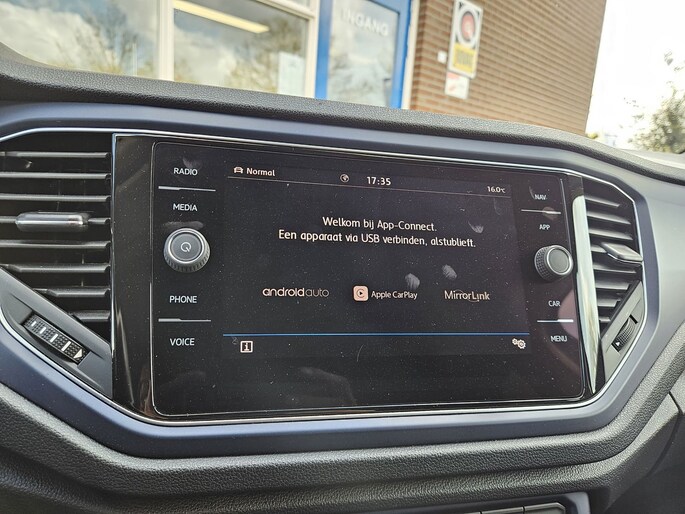 INGANG
RADIO
MEDIA
PHONE
VOICE
Normal
17:35
16.0°C
Welkom bij App-Connect.
Een apparaat via USB verbinden, alstublieft.
androidauto
Apple CarPlay
MirrorLink
NAV
APP
CAR
MENU